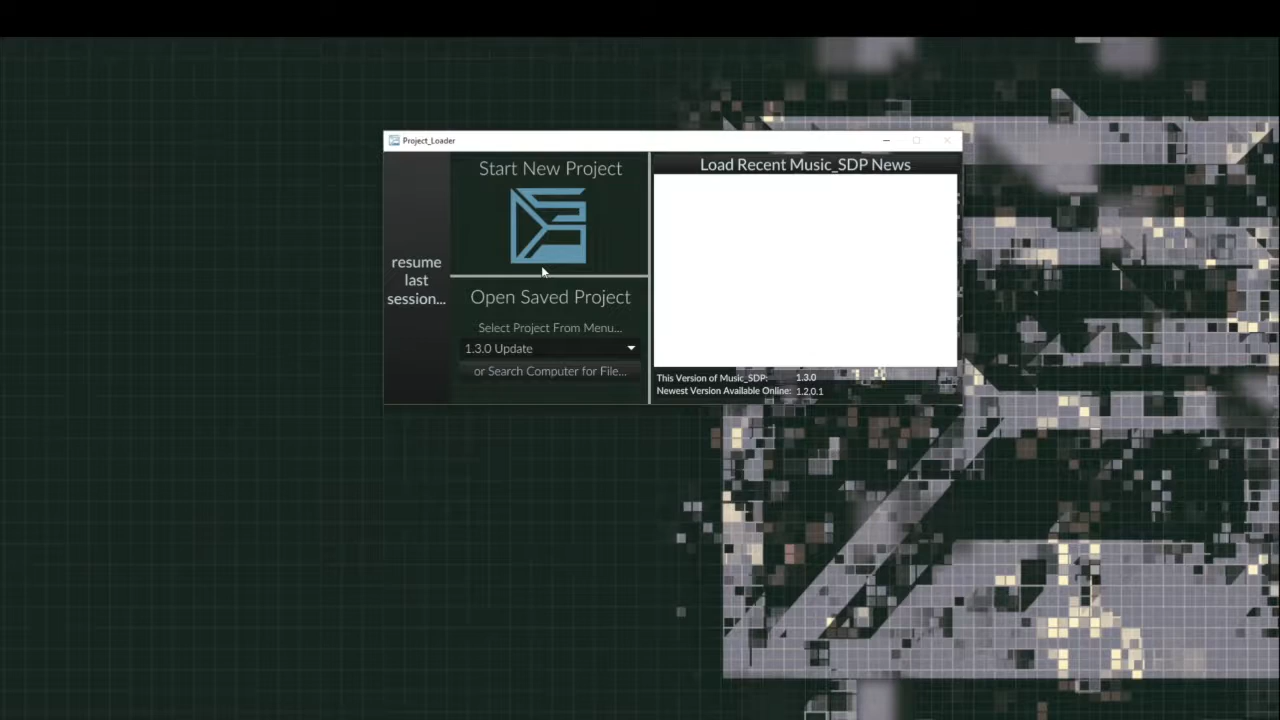 Project_Loader
resume
last
session...
Start New Project
Open Saved Project
Select Project From Menu...
1.3.0 Update
or Search Computer for File...
Load Recent Music_SDP News
This Version of Music_SDP: 1.3.0
Newest Version Available Online: 1.2.0.1